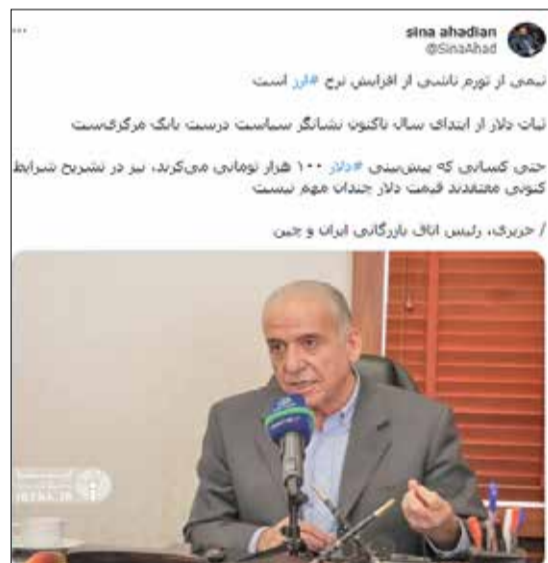 sina ahadian
@SinaAhad
نیمی از تورم ناشی از افزایش نرخ #ارز است
ثبات دلار از ابتدای سال تاکنون نشانگر سیاست درست بانک مرکزی‌ست
حتی کسانی که پیش‌بینی #دلار ۱۰۰ هزار تومانی می‌کردند، نیز در تشریح شرایط
کنونی معتقدند قیمت دلار چندان مهم نیست
/ حریری، رئیس اتاق بازرگانی ایران و چین